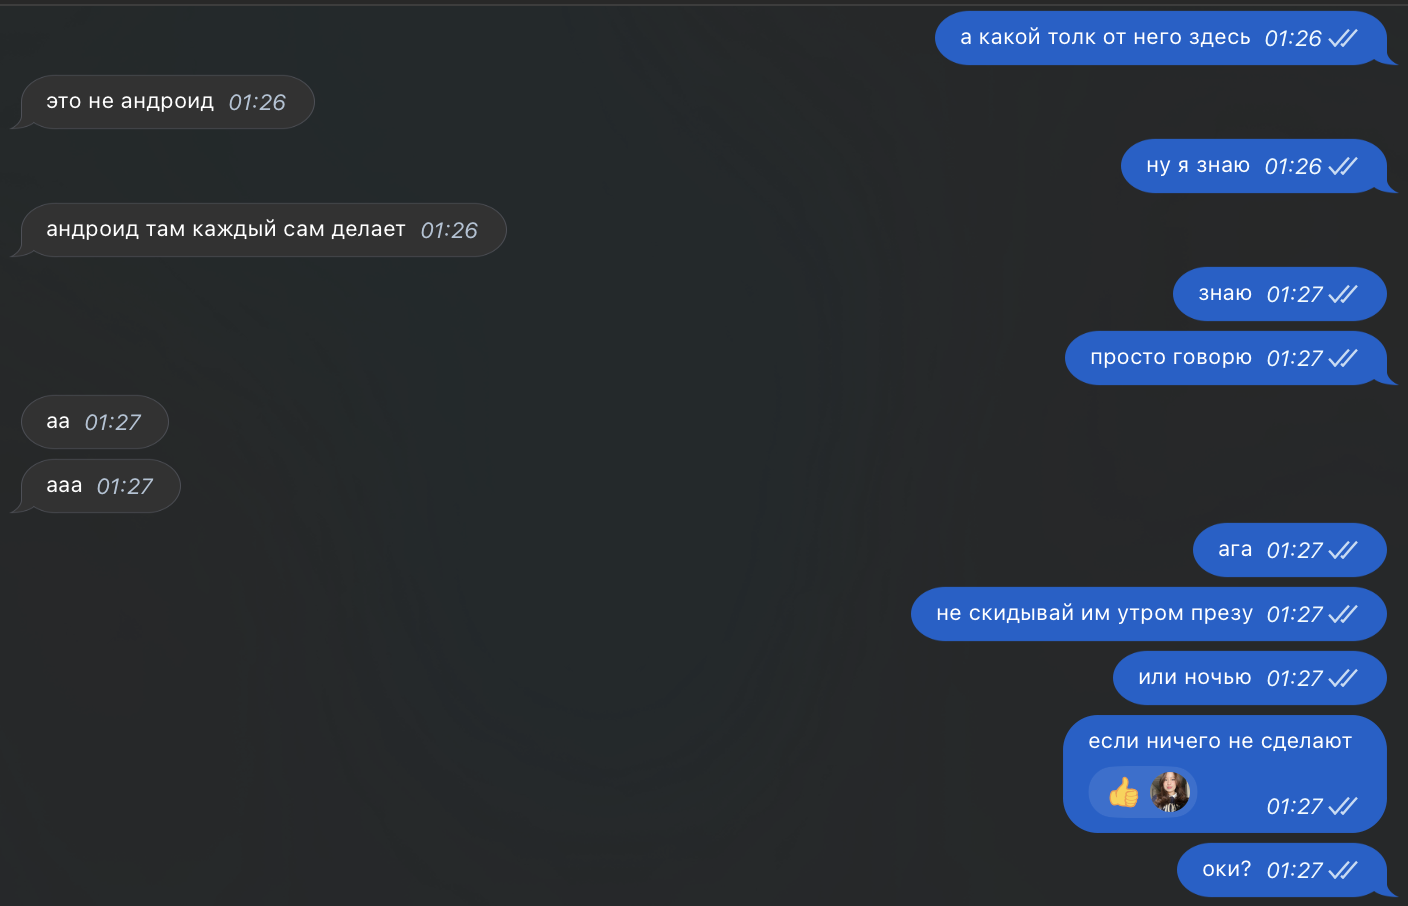 а какой толк от него здесь 01:26
это не андроид 01:26
ну я знаю 01:26
андроид там каждый сам делает 01:26
знаю 01:27
просто говорю 01:27
аа 01:27
ааа 01:27
ага 01:27
не скидывай им утром презу 01:27
или ночью 01:27
если ничего не сделают
01:27
оки? 01:27